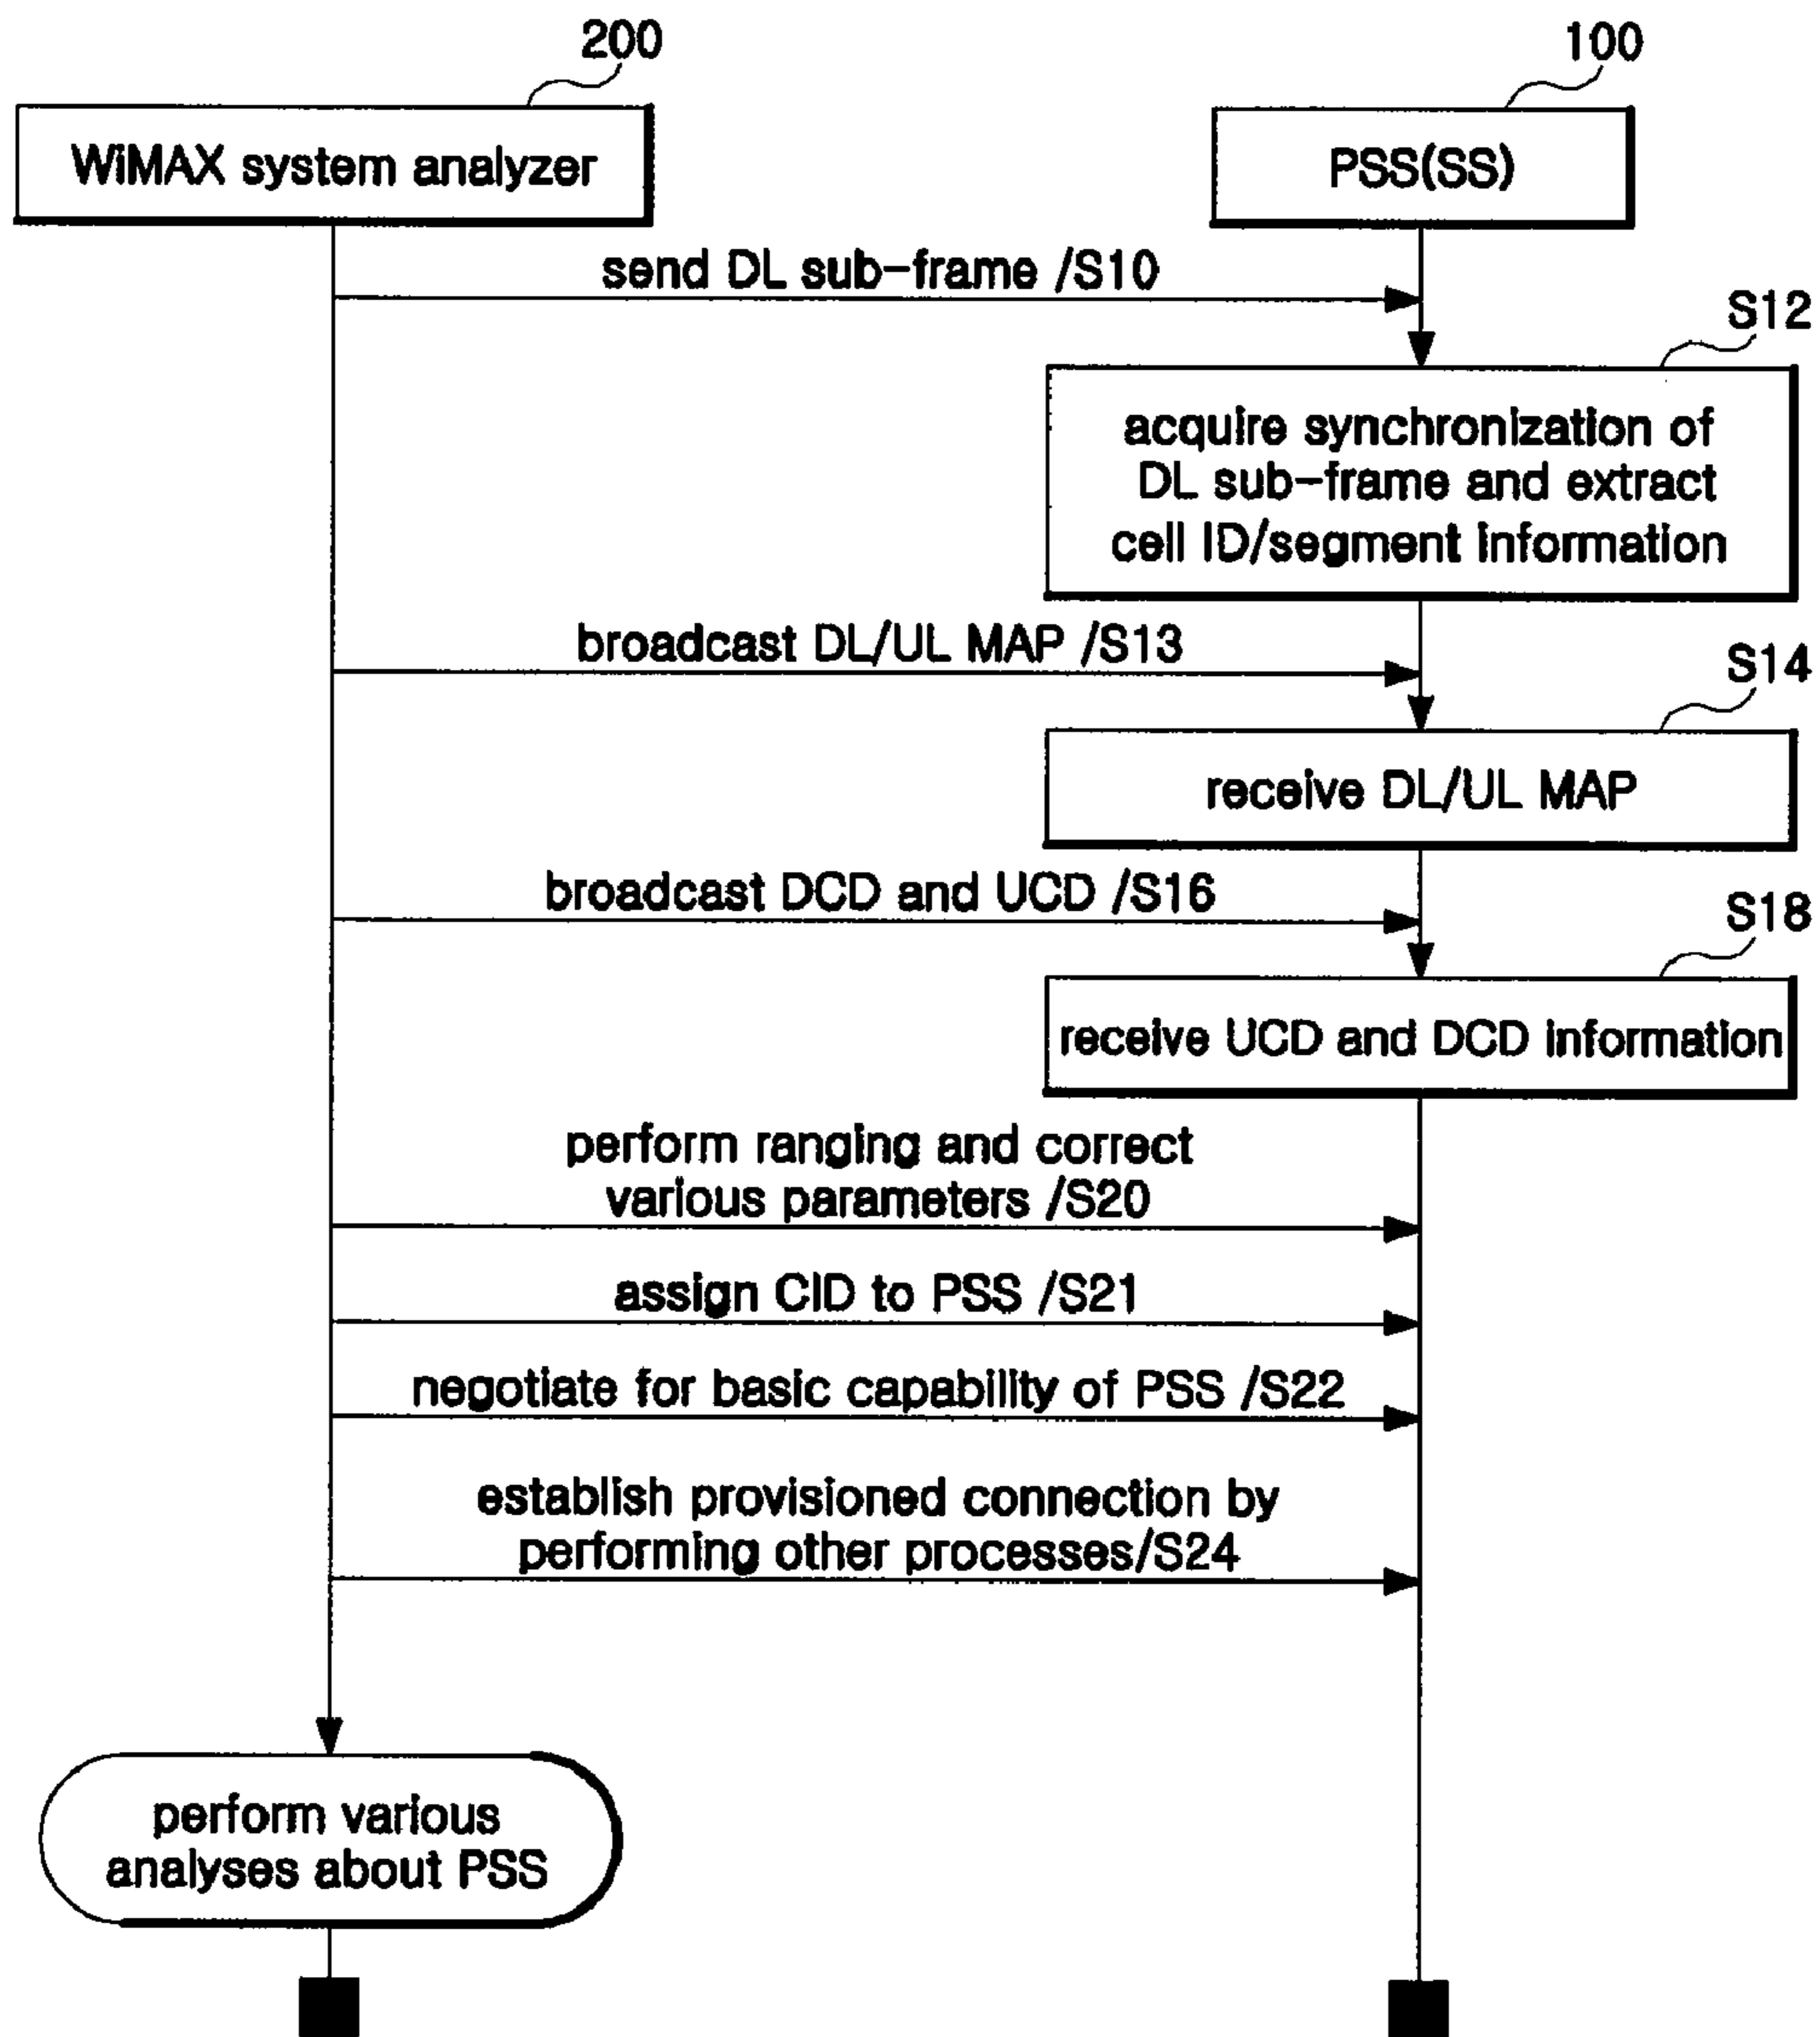 200
100
WiMAX system analyzer
PSS(SS)
send DL sub-frame /S10
S12
acquire synchronization of
DL sub-frame and extract
cell ID/segment information
broadcast DL/UL MAP /S13
S14
receive DL/UL MAP
broadcast DCD and UCD /S16
S18
receive UCD and DCD information
perform ranging and correct
various parameters /S20
assign CID to PSS /S21
negotiate for basic capability of PSS /S22
establish provisioned connection by
performing other processes/S24
perform various
analyses about PSS